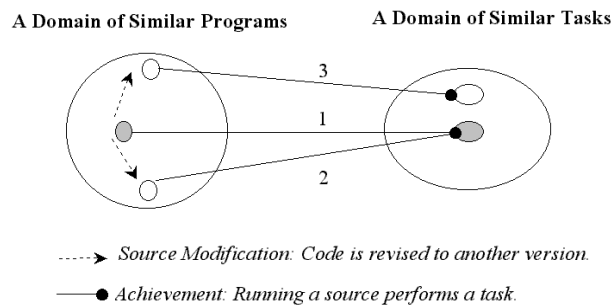 A Domain of Similar Programs
A Domain of Similar Tasks
3
1
2
Source Modification: Code is revised to another version.
Achievement: Running a source performs a task.